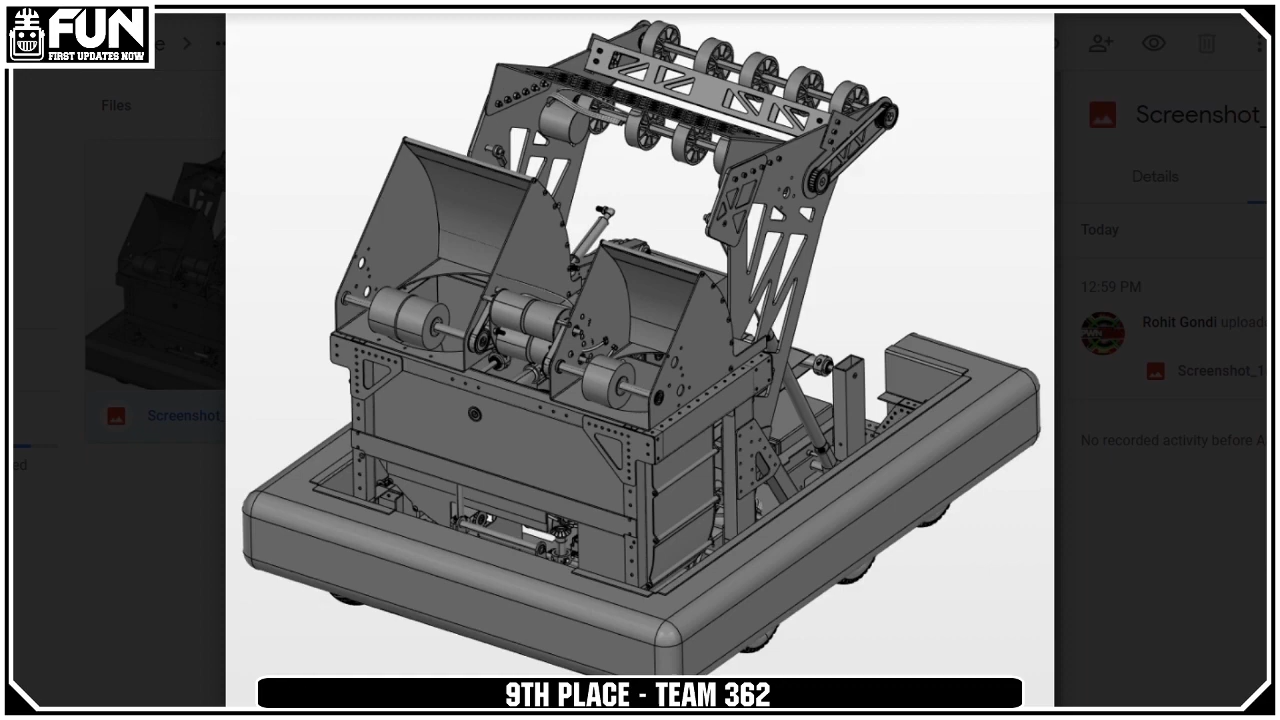 FUN
FIRST UPDATES NOW
Files
Screenshot_
Screenshot_
Details
Today
12:59 PM
Rohit Gondi uploade
Screenshot_1
No recorded activity before A
9TH PLACE - TEAM 362